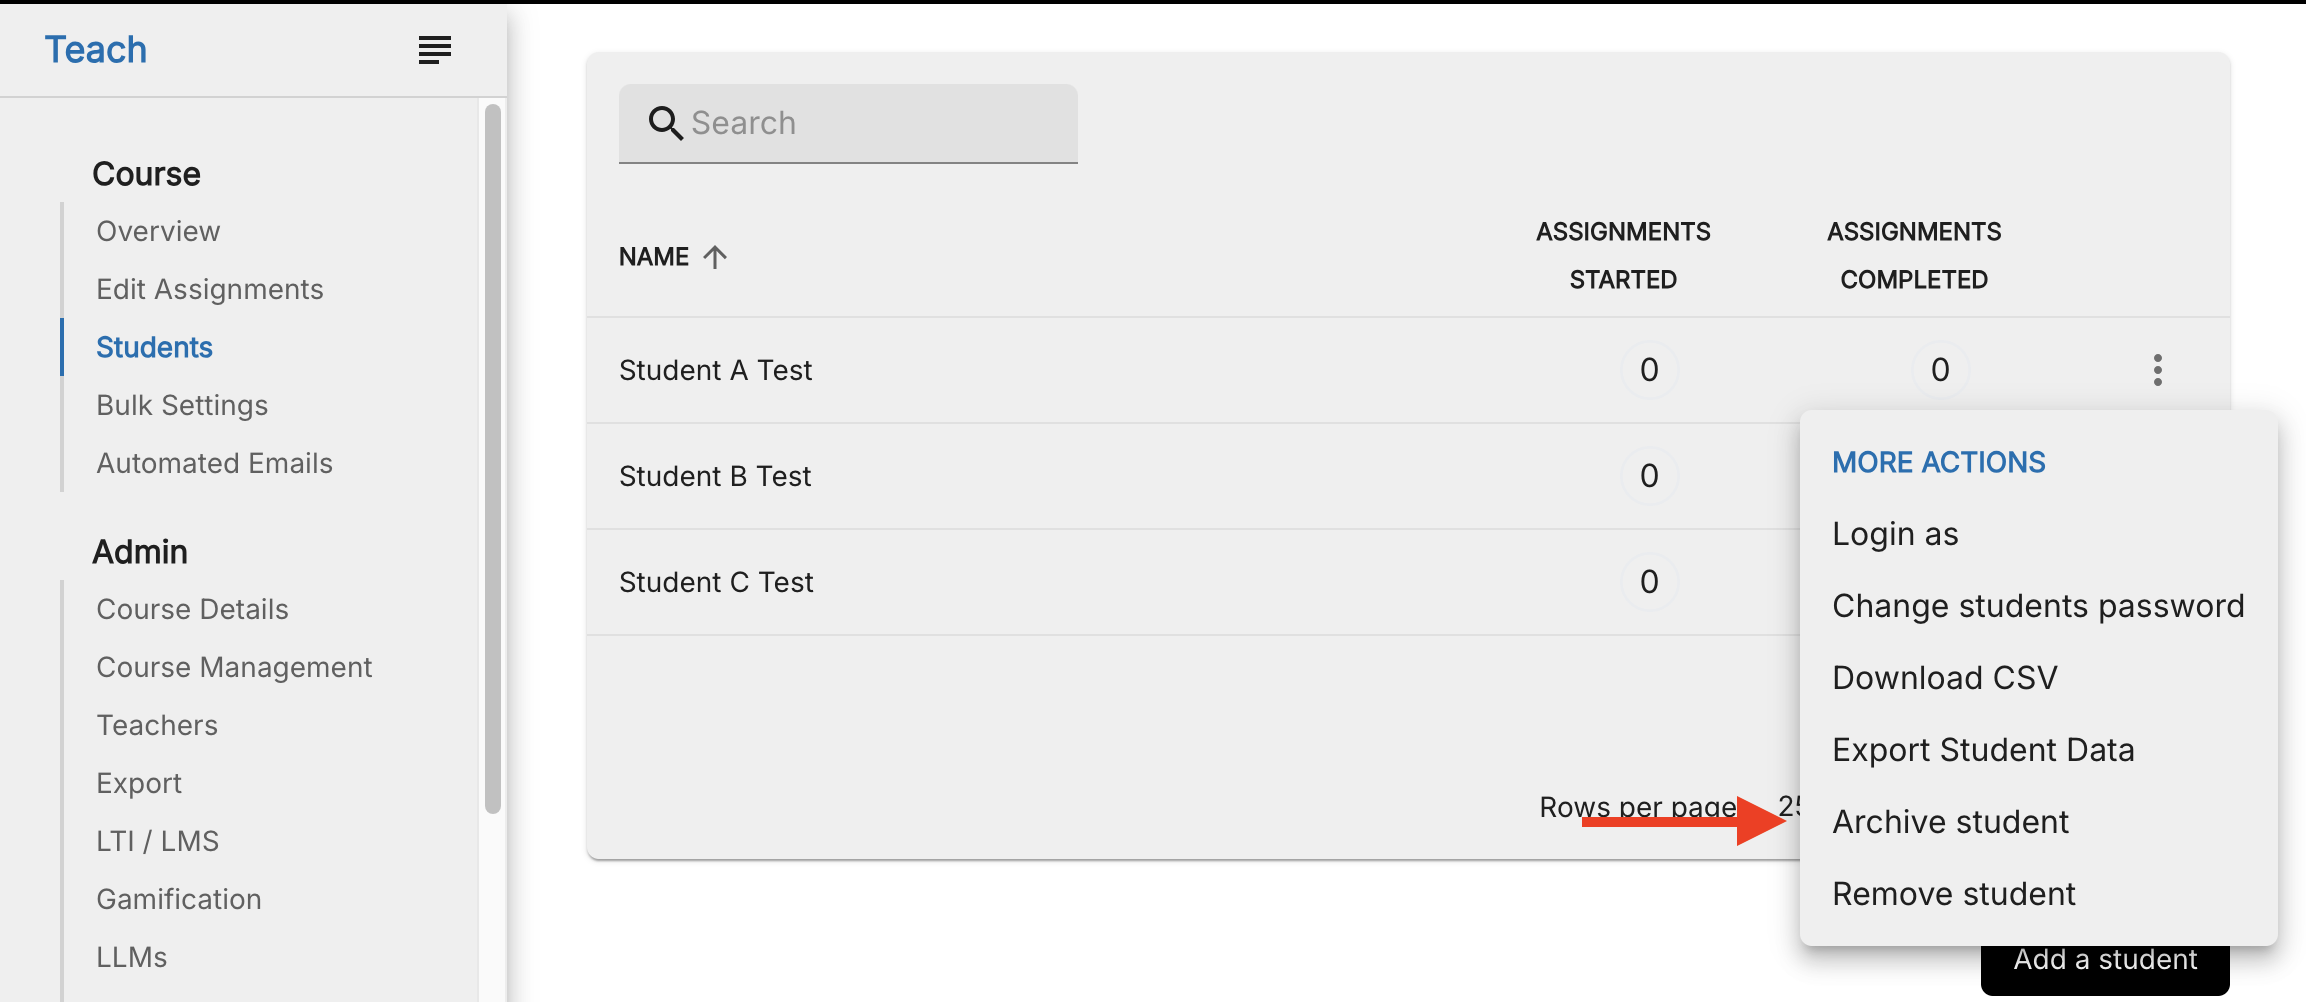 Teach
Course
Overview
Edit Assignments
Students
Bulk Settings
Automated Emails
Admin
Course Details
Course Management
Teachers
Export
LTI / LMS
Gamification
LLMs
Search
NAME
ASSIGNMENTS
STARTED
ASSIGNMENTS
COMPLETED
Student A Test 0 0
Student B Test 0
Student C Test 0
Rows per page 25
MORE ACTIONS
Login as
Change students password
Download CSV
Export Student Data
Archive student
Remove student
Add a student